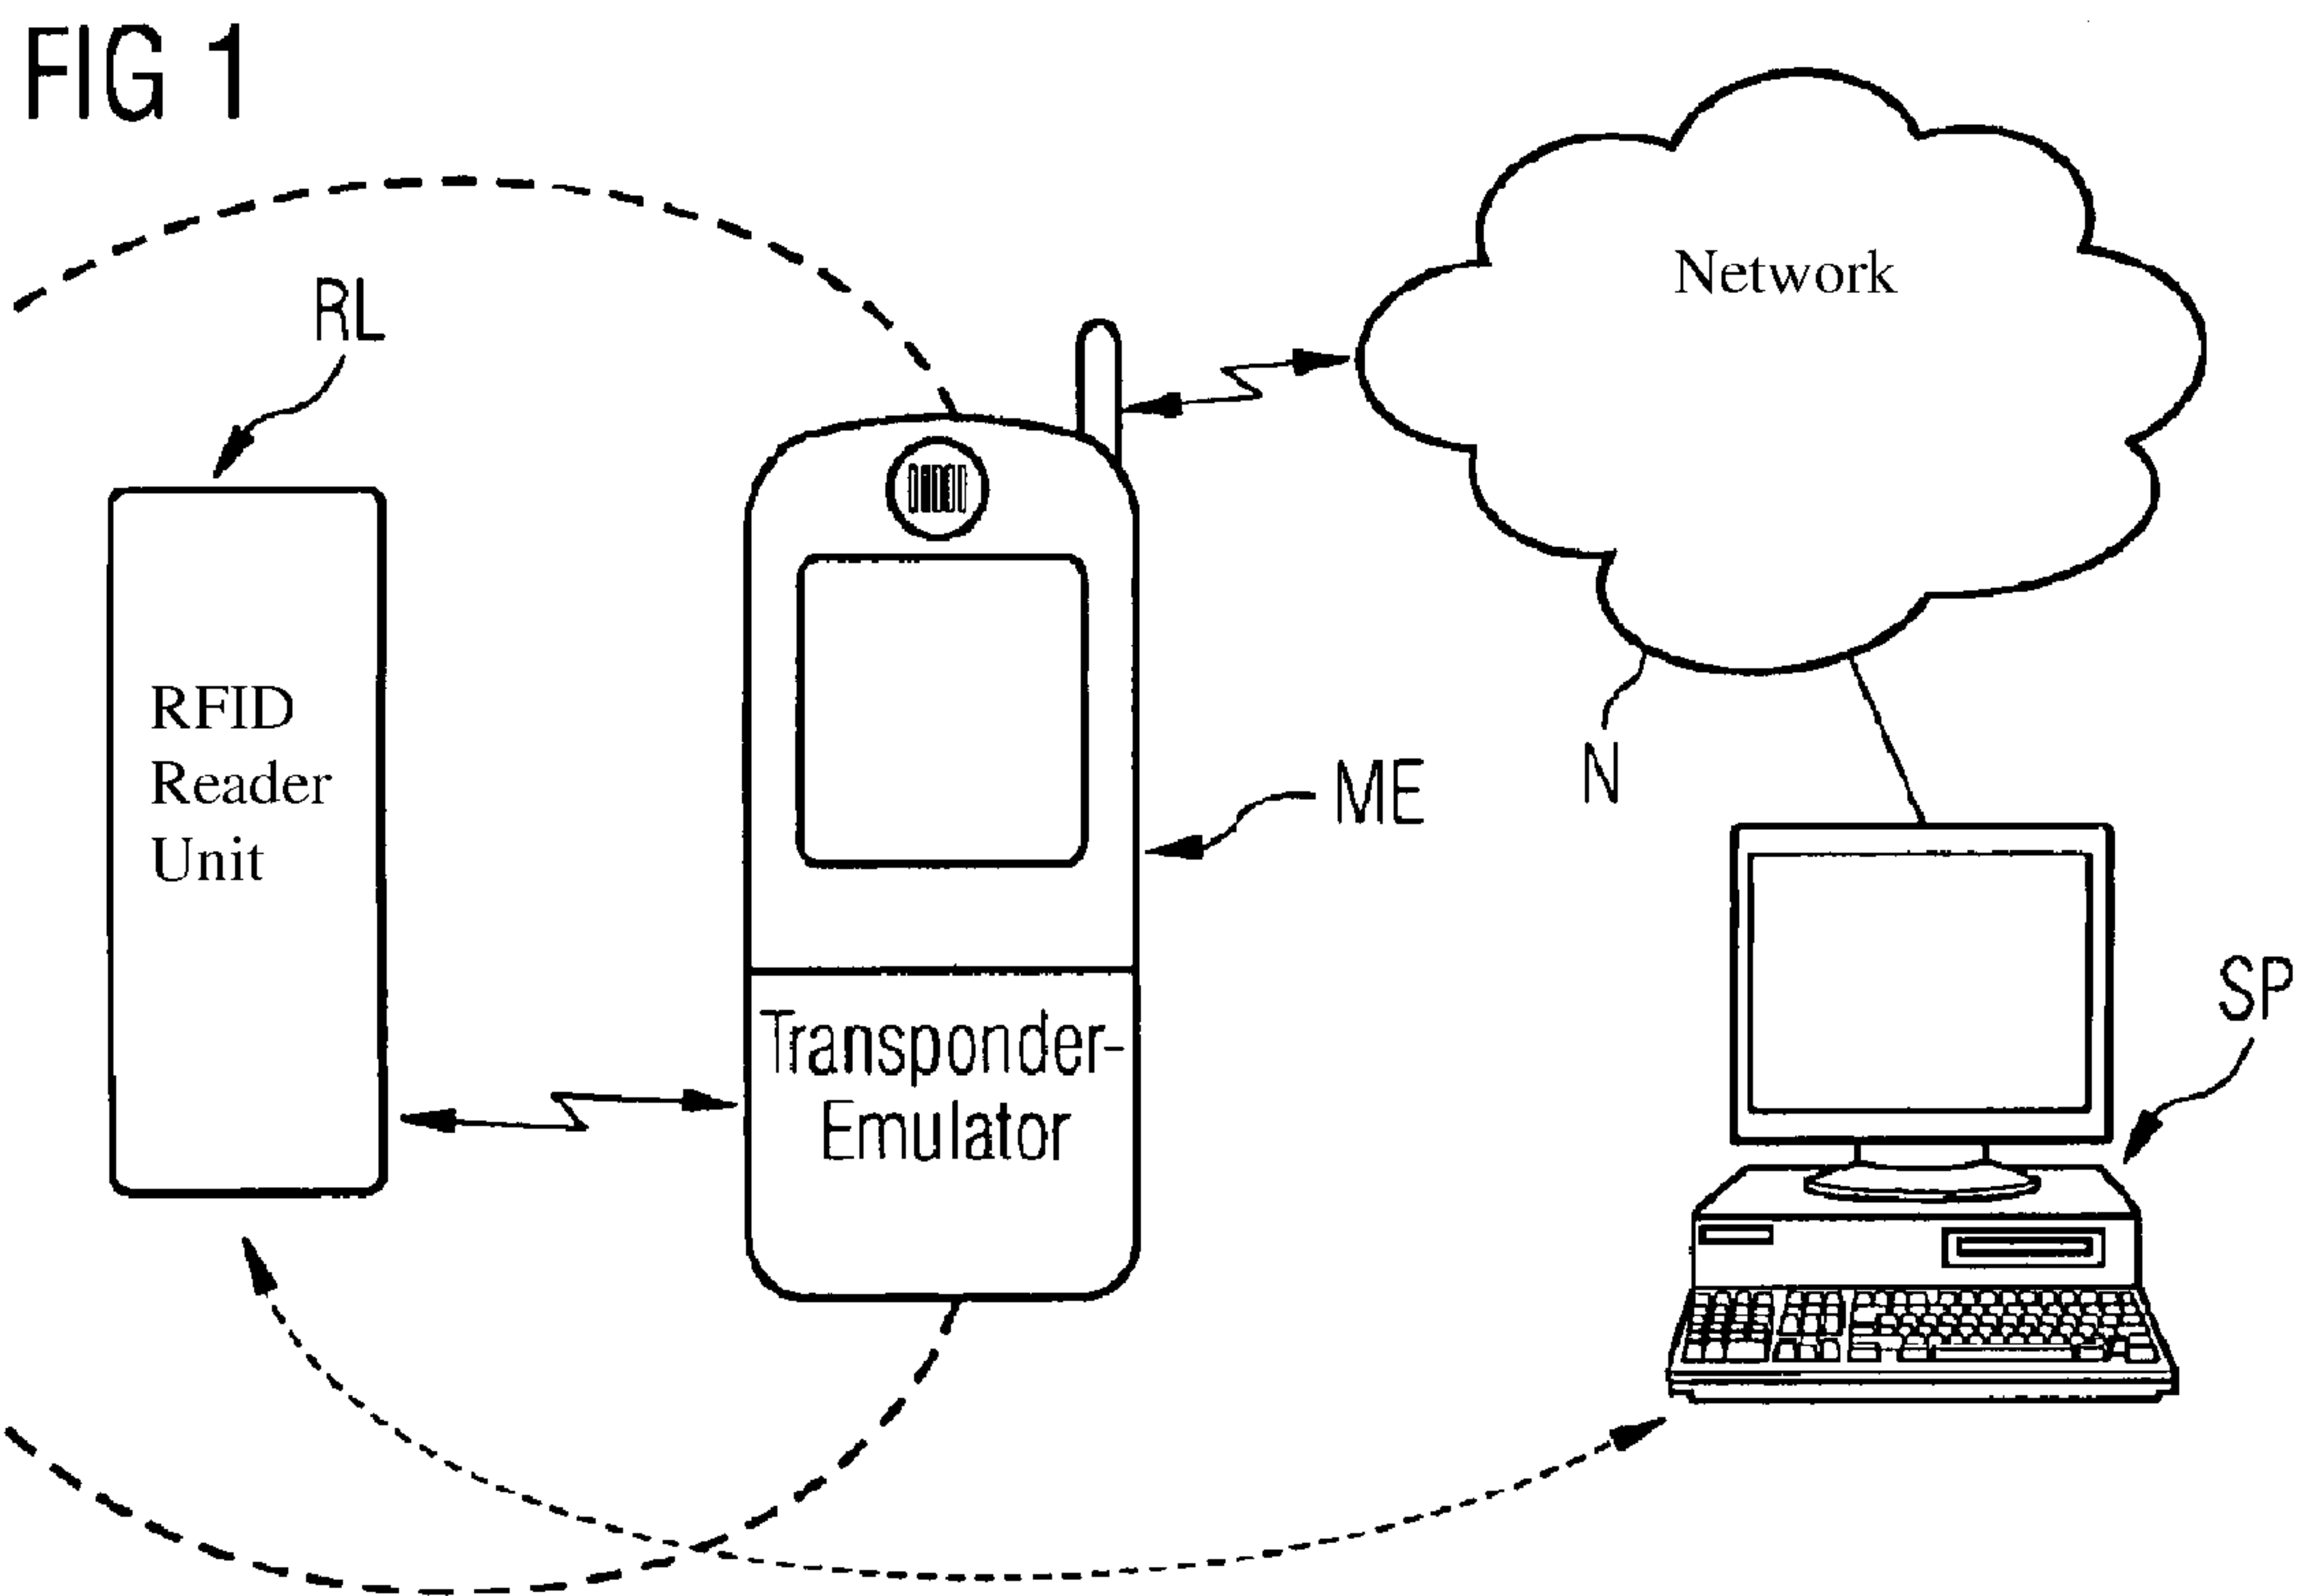 FIG 1
RL
Network
RFID
Reader
Unit
ME
N
SP
Transponder-
Emulator